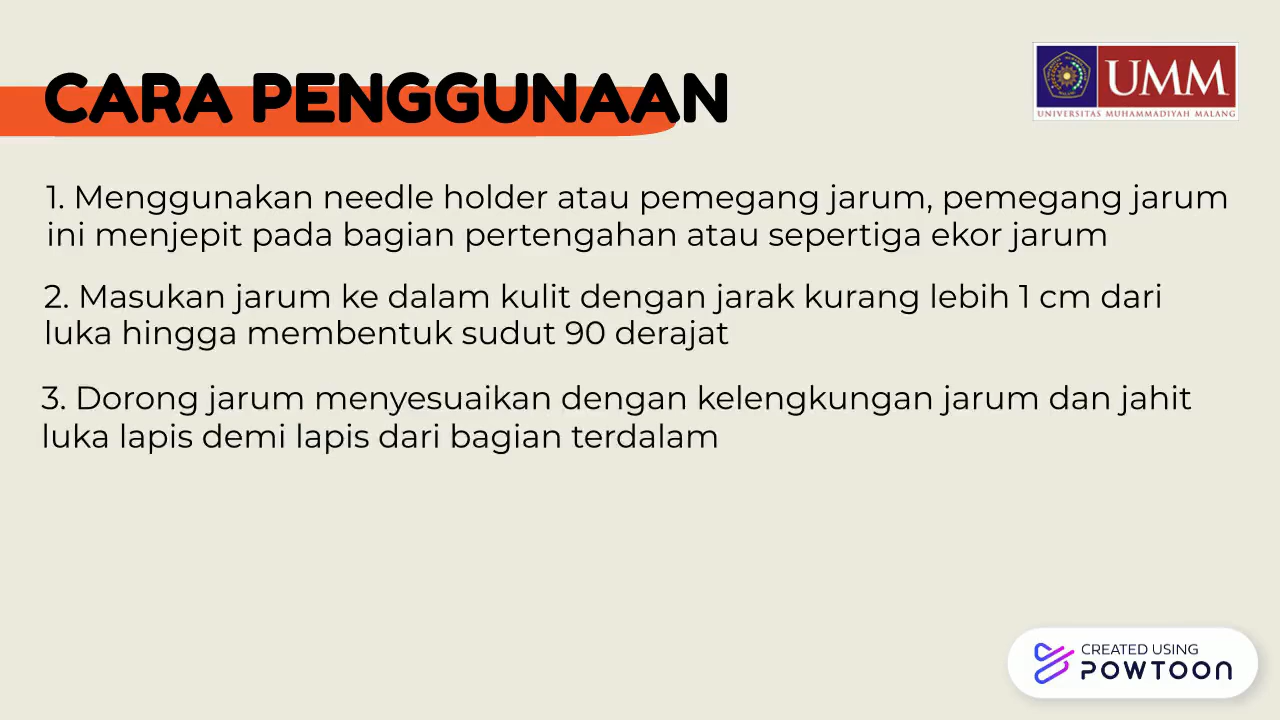 CARA PENGGUNAAN
UMM
UNIVERSITAS MUHAMMADIYAH MALANG
1. Menggunakan needle holder atau pemegang jarum, pemegang jarum
ini menjepit pada bagian pertengahan atau sepertiga ekor jarum
2. Masukan jarum ke dalam kulit dengan jarak kurang lebih 1 cm dari
luka hingga membentuk sudut 90 derajat
3. Dorong jarum menyesuaikan dengan kelengkungan jarum dan jahit
luka lapis demi lapis dari bagian terdalam
CREATED USING
POWTOON